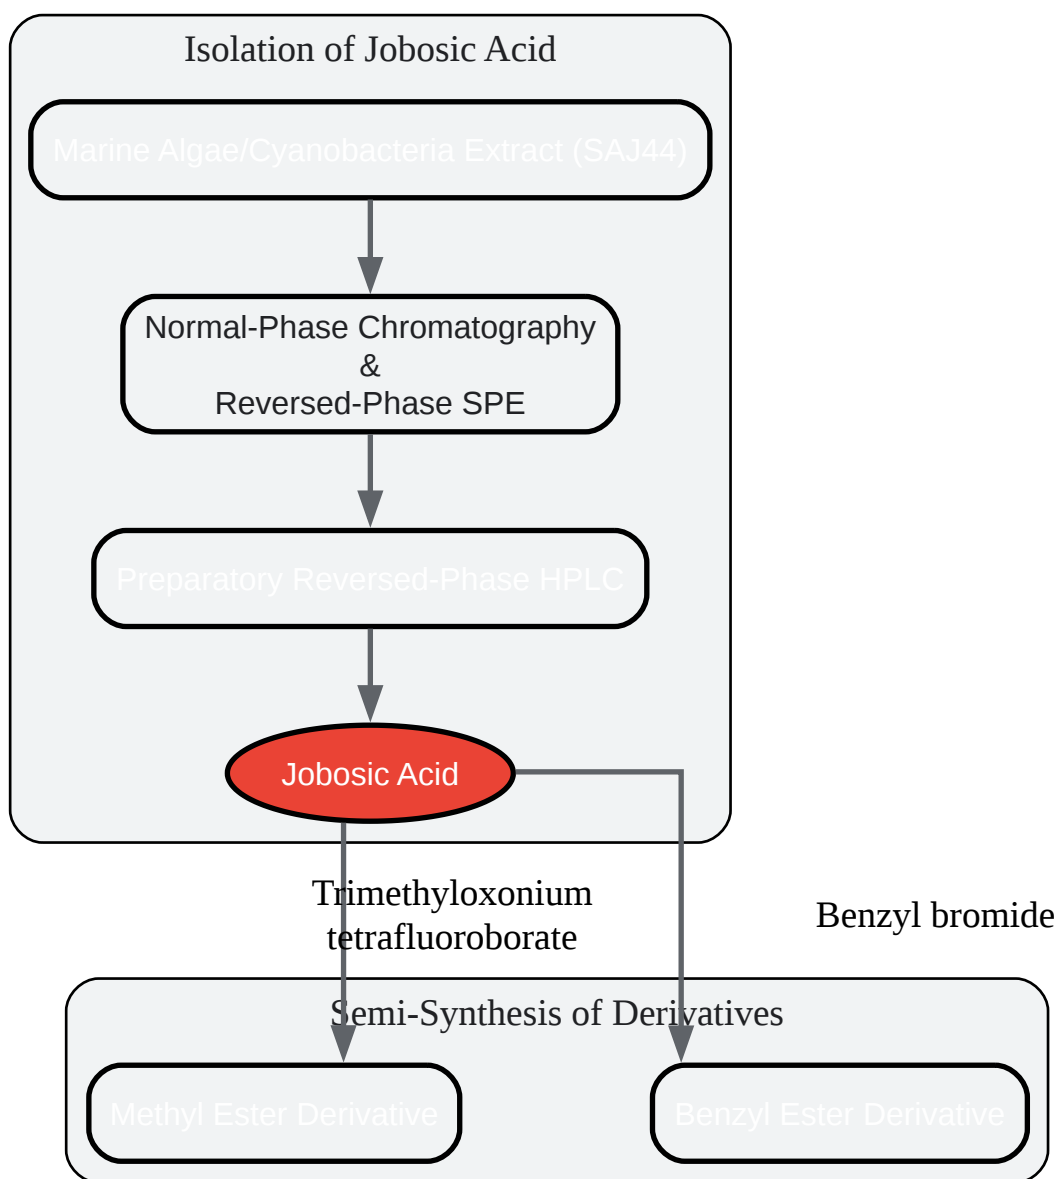 Isolation of Jobosic Acid
Marine Algae/Cyanobacteria Extract (SAJ44)
Normal-Phase Chromatography
&
Reversed-Phase SPE
Preparatory Reversed-Phase HPLC
Jobosic Acid
Trimethyloxonium
tetrafluoroborate
Benzyl bromide
Semi-Synthesis of Derivatives
Methyl Ester Derivative
Benzyl Ester Derivative